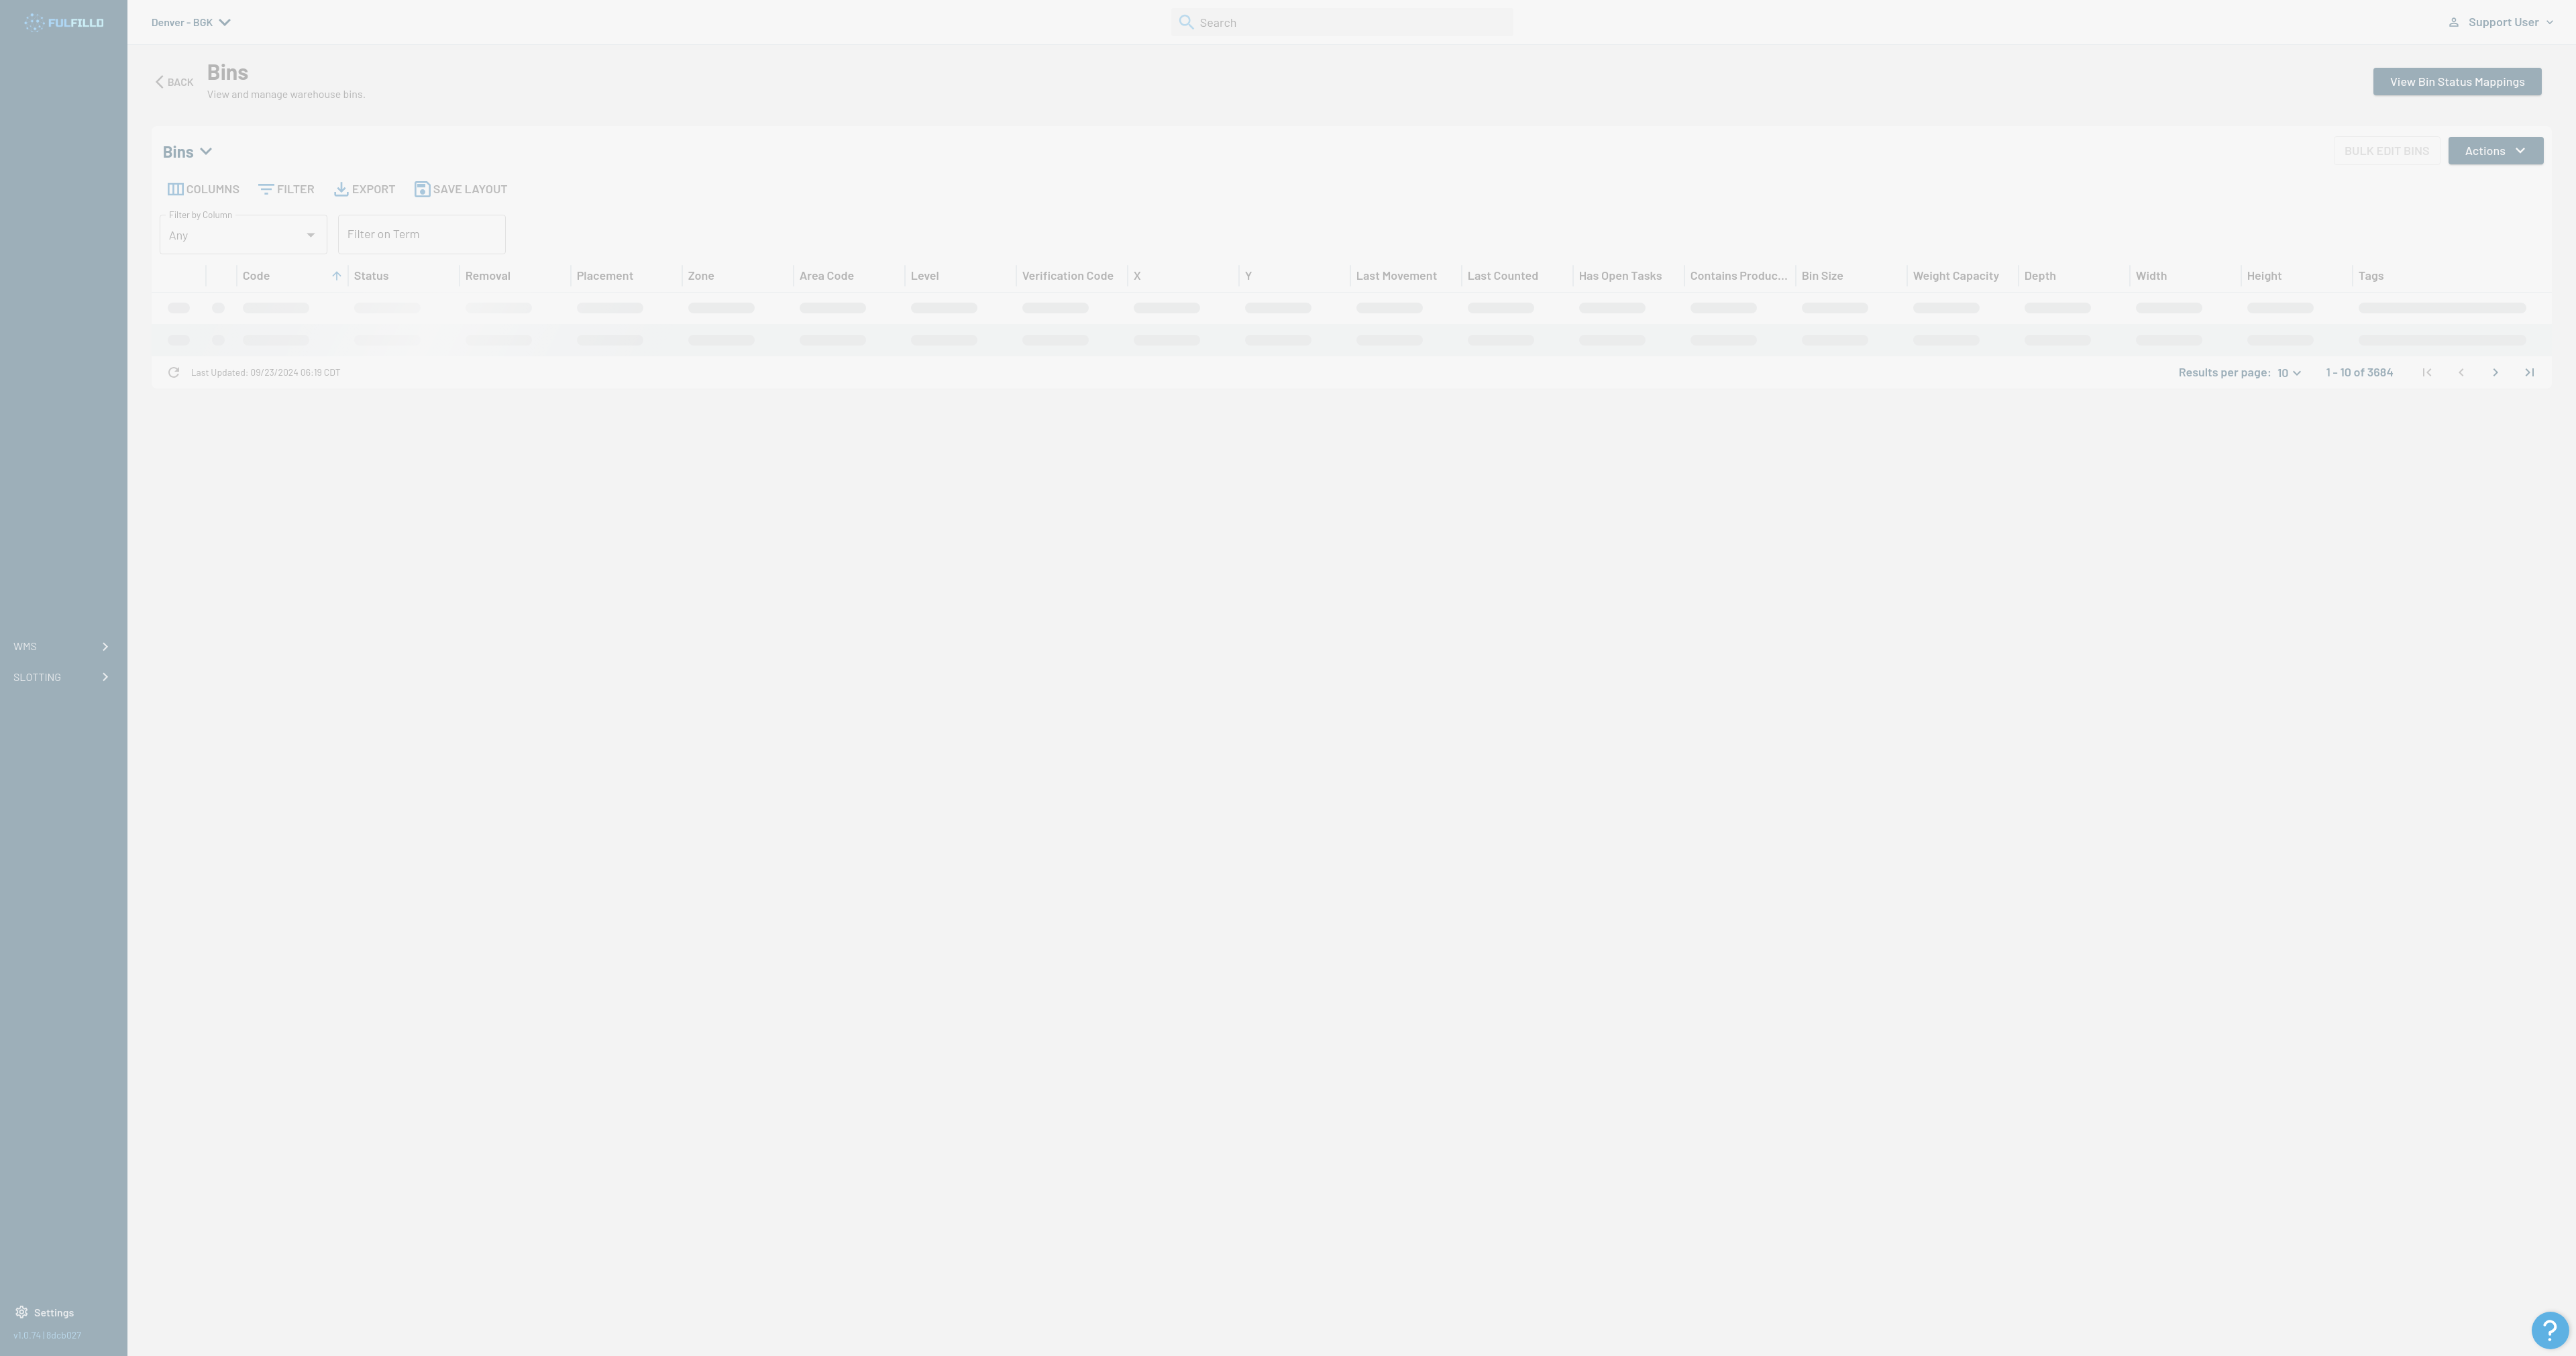 FULFILLD
Denver - BGK
Search
Support User
BACK
Bins
View and manage warehouse bins.
View Bin Status Mappings
Bins
BULK EDIT BINS
Actions
COLUMNS FILTER EXPORT SAVE LAYOUT
Filter by Column
Any
Filter on Term
Code Status Removal Placement Zone Area Code Level Verification Code X Y Last Movement Last Counted Has Open Tasks Contains Produc... Bin Size Weight Capacity Depth Width Height Tags
Last Updated: 09/23/2024 06:19 CDT
Results per page: 10
1 - 10 of 3684
WMS
SLOTTING
Settings
v1.0.74 | 8dcb027